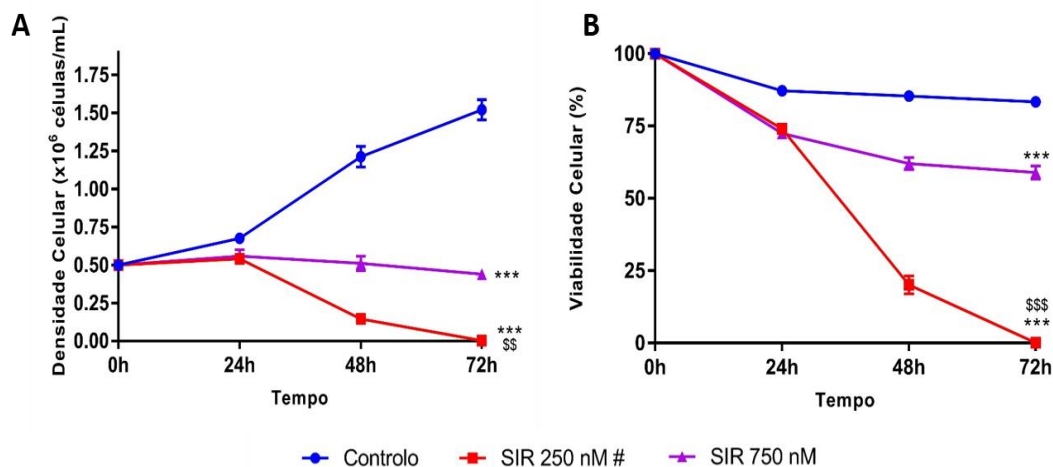 A
Densidade Celular (x10⁶ células/mL)
1.75
1.50
1.25
1.00
0.75
0.50
0.25
0.00
0h
24h
48h
72h
Tempo
***
***
$$
B
Viabilidade Celular (%)
100
75
50
25
0
0h
24h
48h
72h
Tempo
***
$$$
***
Controlo
SIR 250 nM #
SIR 750 nM